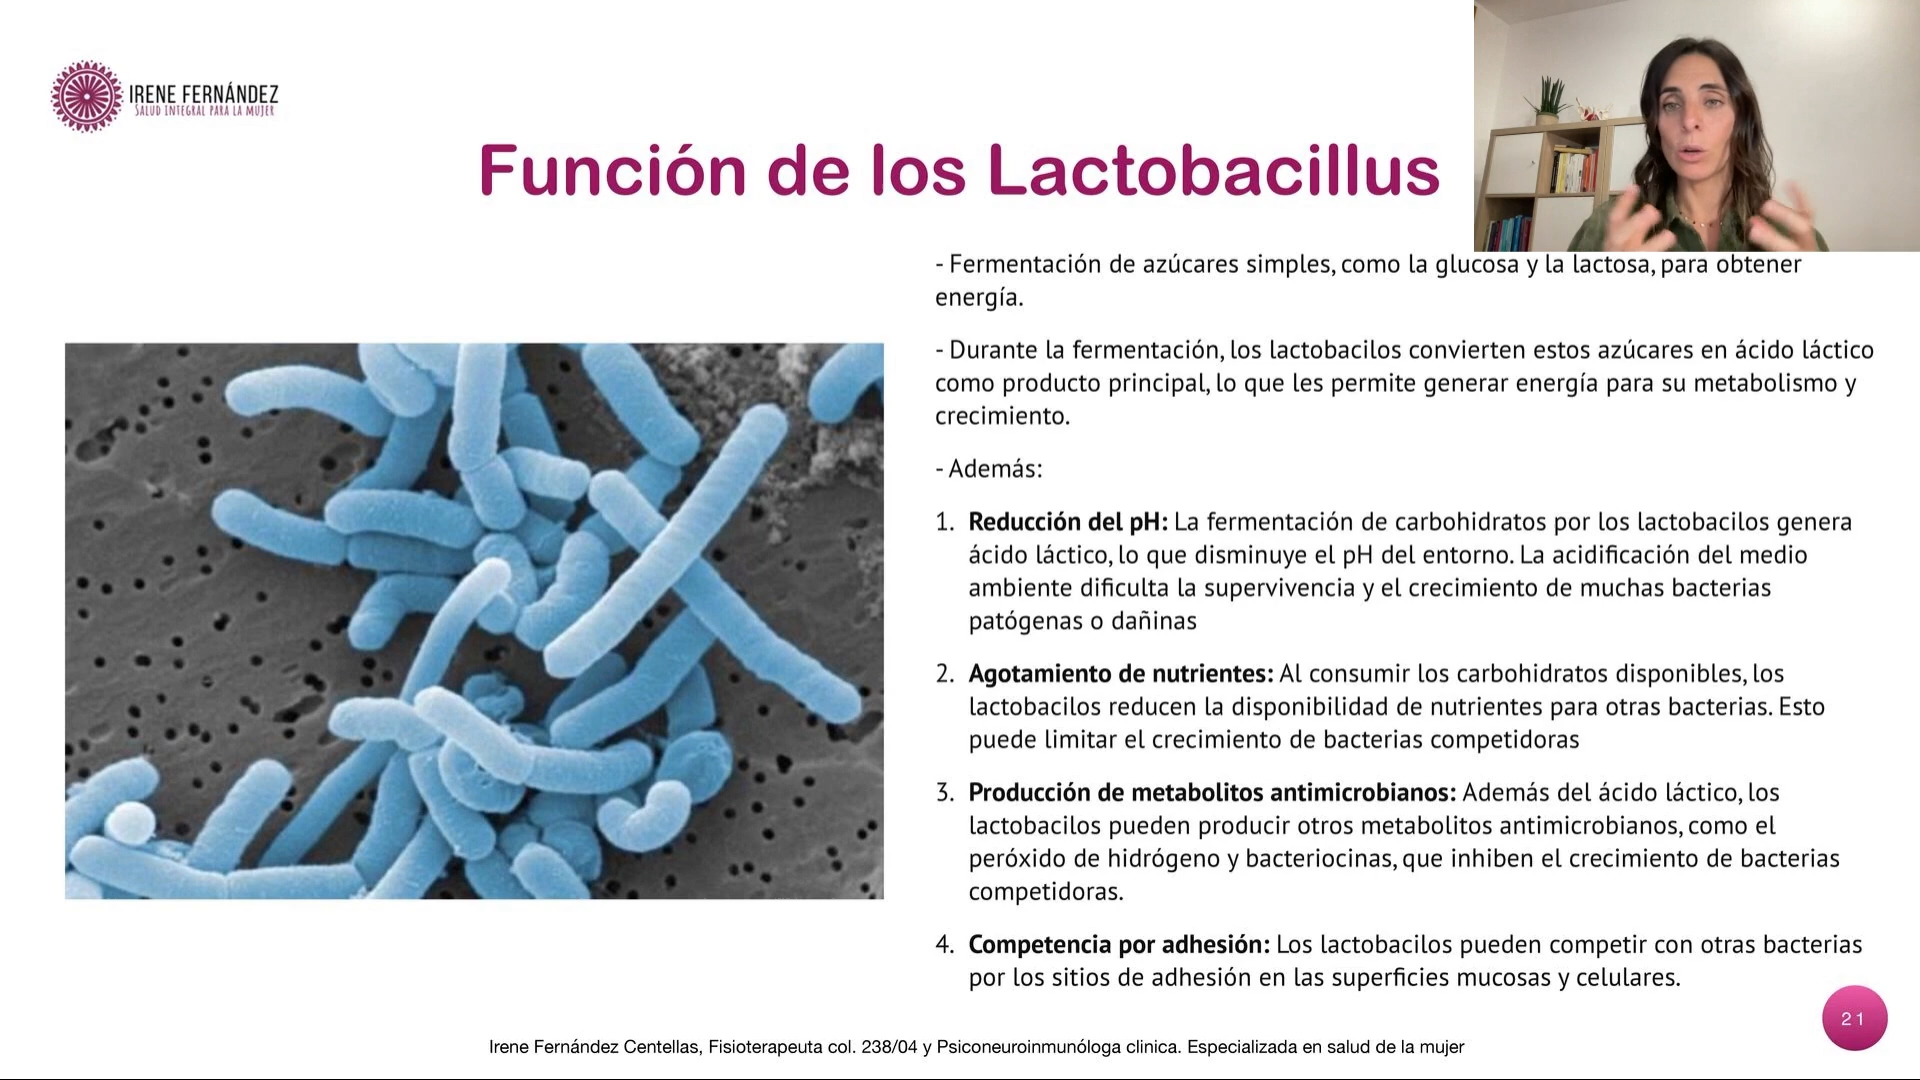 IRENE FERNÁNDEZ
SALUD INTEGRAL PARA LA MUJER
Función de los Lactobacillus
- Fermentación de azúcares simples, como la glucosa y la lactosa, para obtener
energía.
- Durante la fermentación, los lactobacilos convierten estos azúcares en ácido láctico
como producto principal, lo que les permite generar energía para su metabolismo y
crecimiento.
- Además:
1. Reducción del pH: La fermentación de carbohidratos por los lactobacilos genera
ácido láctico, lo que disminuye el pH del entorno. La acidificación del medio
ambiente dificulta la supervivencia y el crecimiento de muchas bacterias
patógenas o dañinas
2. Agotamiento de nutrientes: Al consumir los carbohidratos disponibles, los
lactobacilos reducen la disponibilidad de nutrientes para otras bacterias. Esto
puede limitar el crecimiento de bacterias competidoras
3. Producción de metabolitos antimicrobianos: Además del ácido láctico, los
lactobacilos pueden producir otros metabolitos antimicrobianos, como el
peróxido de hidrógeno y bacteriocinas, que inhiben el crecimiento de bacterias
competidoras.
4. Competencia por adhesión: Los lactobacilos pueden competir con otras bacterias
por los sitios de adhesión en las superficies mucosas y celulares.
21
Irene Fernández Centellas, Fisioterapeuta col. 238/04 y Psiconeuroinmunóloga clinica. Especializada en salud de la mujer